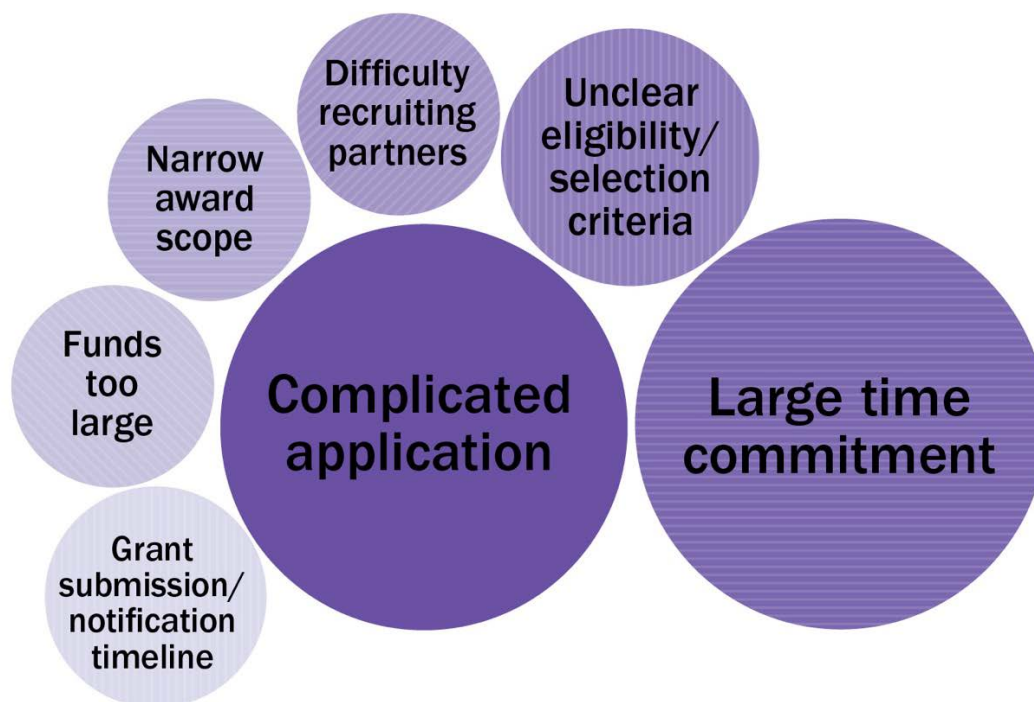 Difficulty
recruiting
partners
Unclear
eligibility/
selection
criteria
Narrow
award
scope
Funds
too
large
Complicated
application
Large time
commitment
Grant
submission/
notification
timeline